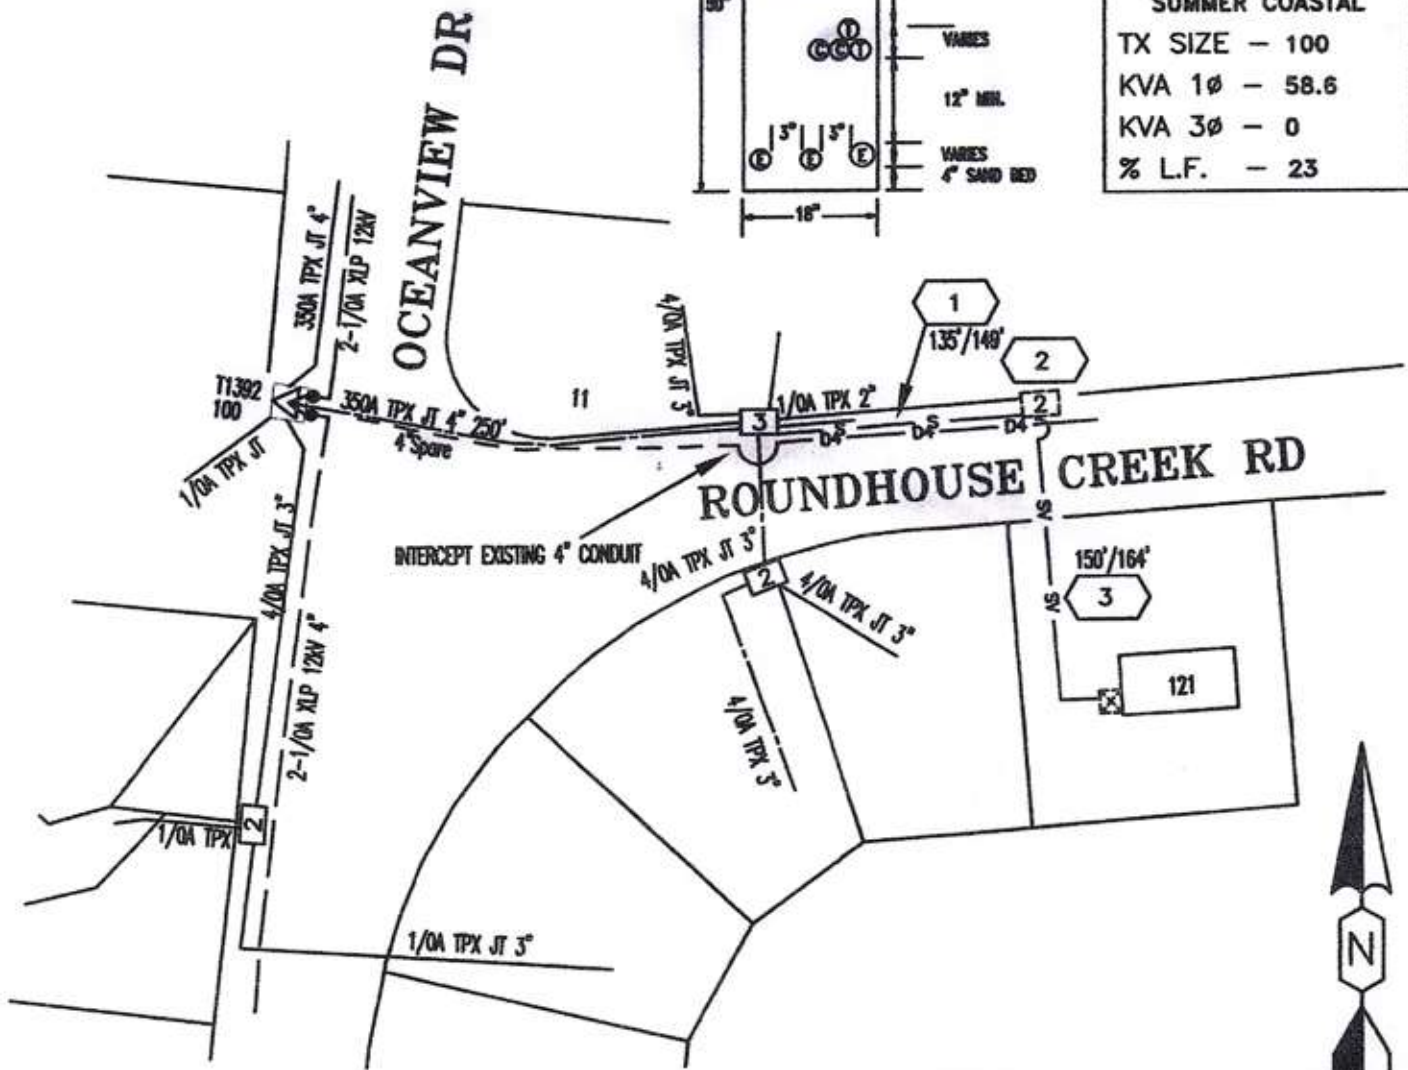 SUMMER COASTAL
TX SIZE – 100
KVA 1ø – 58.6
KVA 3ø – 0
% L.F. – 23
90"
T
C C T
VARIES
12" MIN.
3" 3"
E E E
VARIES
4" SAND BED
18"
OCEANVIEW DR
350A TPX JT 4"
2-1/0A XLP 12kV
T1392
100
1/0A TPX JT
350A TPX JT 4" 250'
4" Spare
11
4/0A TPX JT 3"
3
1/0A TPX 2"
1
135'/149'
2
2
D4"S D4"S D4"
ROUNDHOUSE CREEK RD
INTERCEPT EXISTING 4" CONDUIT
4/0A TPX JT 3"
2
4/0A TPX JT 3"
4/0A TPX 3"
SV
SV
150'/164'
3
121
4/0A TPX JT 3"
2-1/0A XLP 12kV 4"
2
1/0A TPX
1/0A TPX JT 3"
N